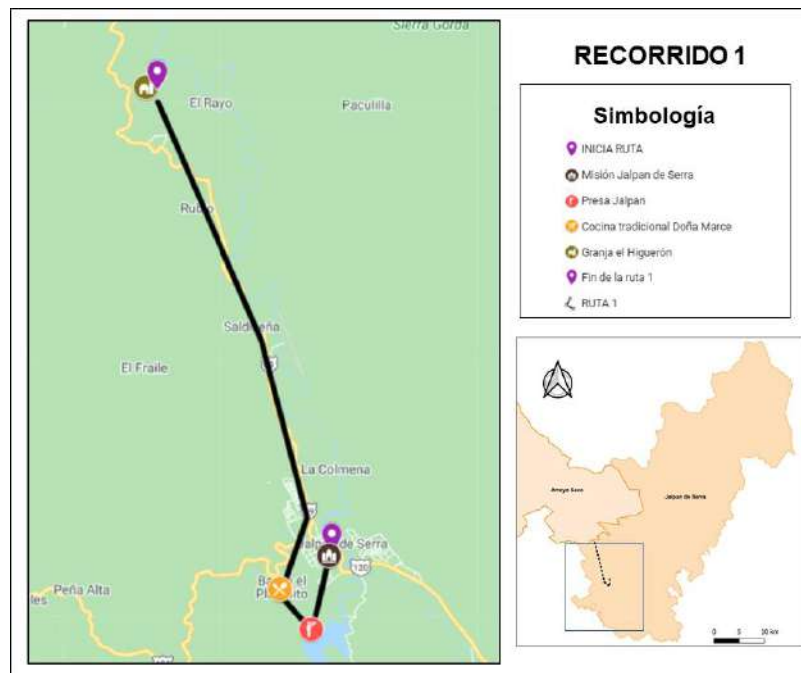 Sierra Gorda
El Rayo
Paculilla
Rubio
Saldiveña
El Fraile
La Colmena
Jalpan de Serra
120
Peña Alta
les
RECORRIDO 1
Simbología
INICIA RUTA
Misión Jalpan de Serra
Presa Jalpan
Cocina tradicional Doña Marce
Granja el Higuerón
Fin de la ruta 1
RUTA 1
Arroyo Seco
Jalpan de Serra
0 5 10 km